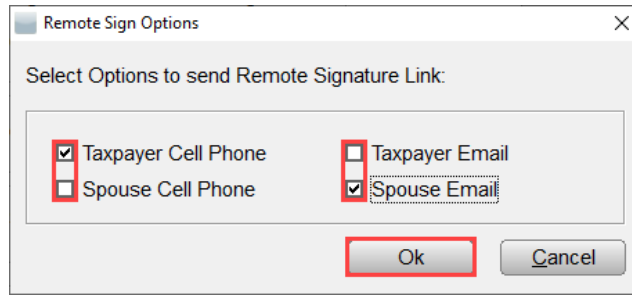 Remote Sign Options
Select Options to send Remote Signature Link:
Taxpayer Cell Phone Taxpayer Email
Spouse Cell Phone Spouse Email
Ok Cancel